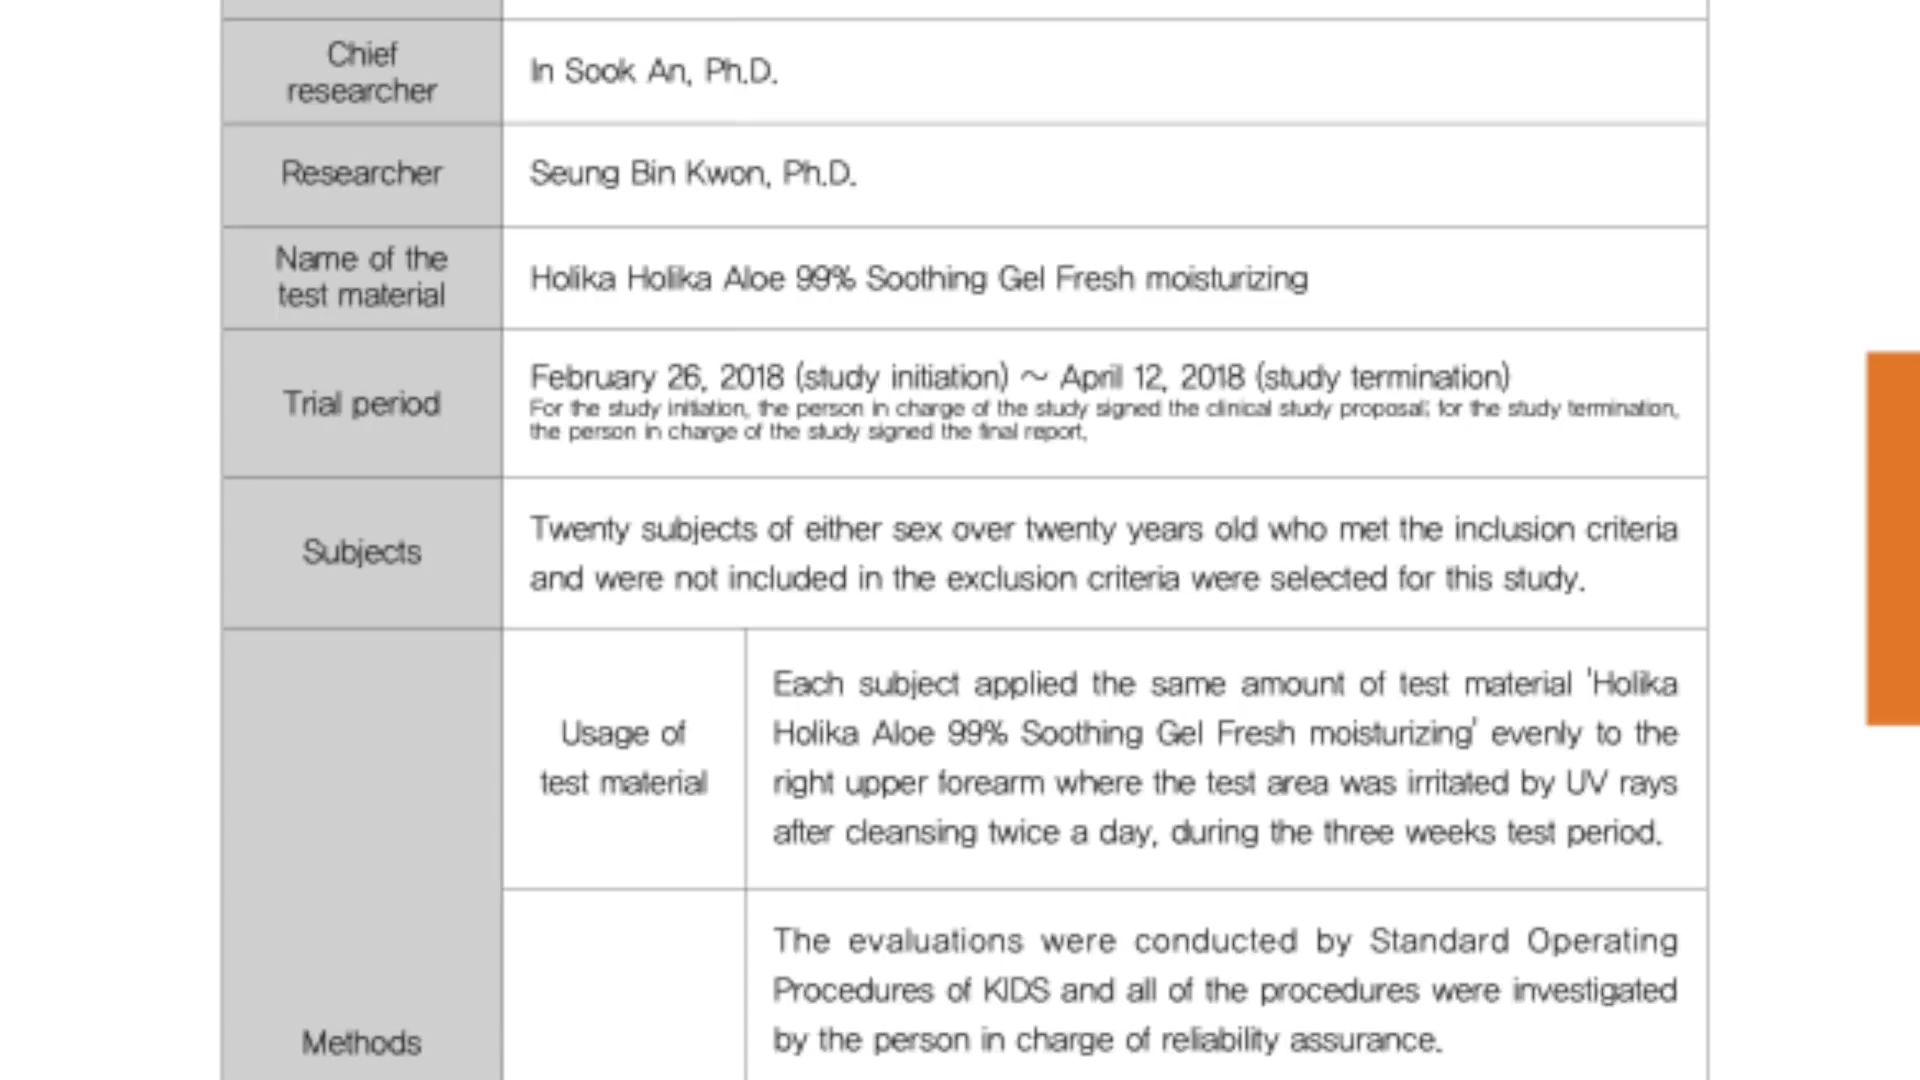 Chief
researcher
In Sook An, Ph.D.
Researcher
Seung Bin Kwon, Ph.D.
Name of the
test material
Holika Holika Aloe 99% Soothing Gel Fresh moisturizing
Trial period
February 26, 2018 (study initiation) ~ April 12, 2018 (study termination)
For the study initiation, the person in charge of the study signed the clinical study proposal; for the study termination,
the person in charge of the study signed the final report.
Subjects
Twenty subjects of either sex over twenty years old who met the inclusion criteria
and were not included in the exclusion criteria were selected for this study.
Methods
Usage of
test material
Each subject applied the same amount of test material 'Holika
Holika Aloe 99% Soothing Gel Fresh moisturizing' evenly to the
right upper forearm where the test area was irritated by UV rays
after cleansing twice a day, during the three weeks test period.
The evaluations were conducted by Standard Operating
Procedures of KIDS and all of the procedures were investigated
by the person in charge of reliability assurance.